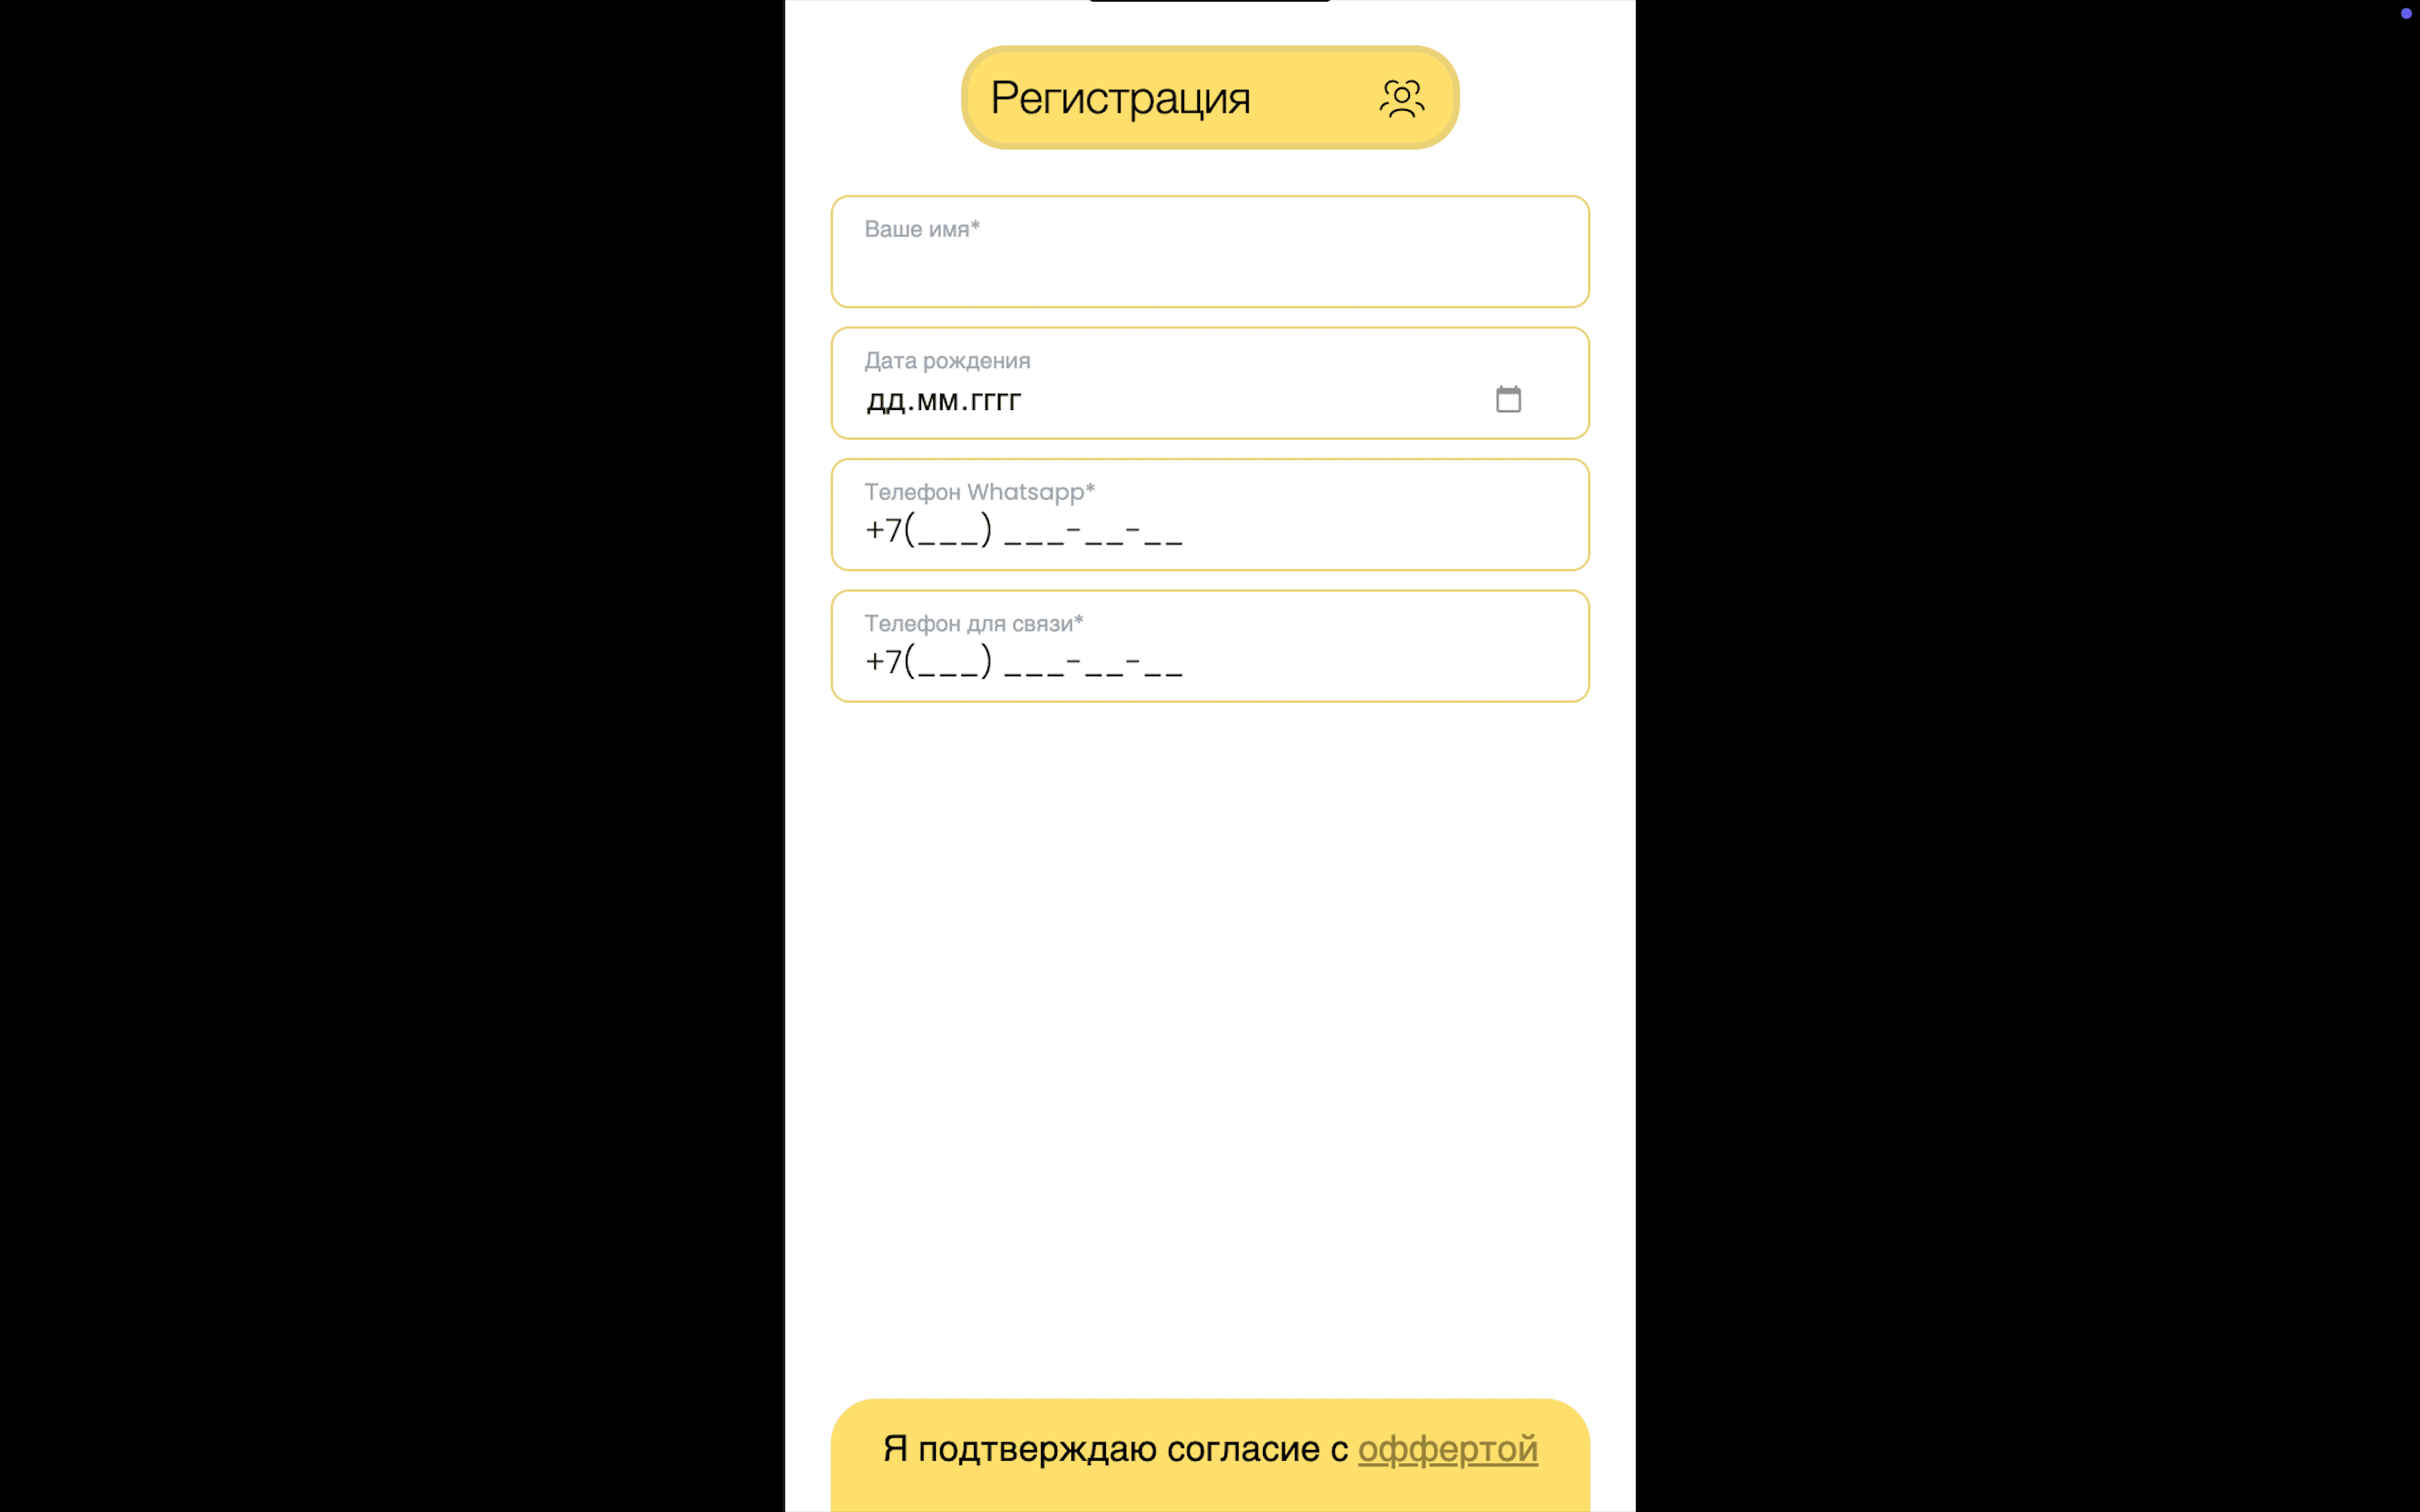 Регистрация
Ваше имя*
Дата рождения
дд.мм.гггг
Телефон Whatsapp*
+7(___) ___-__-__
Телефон для связи*
+7(___) ___-__-__
Я подтверждаю согласие с оффертой